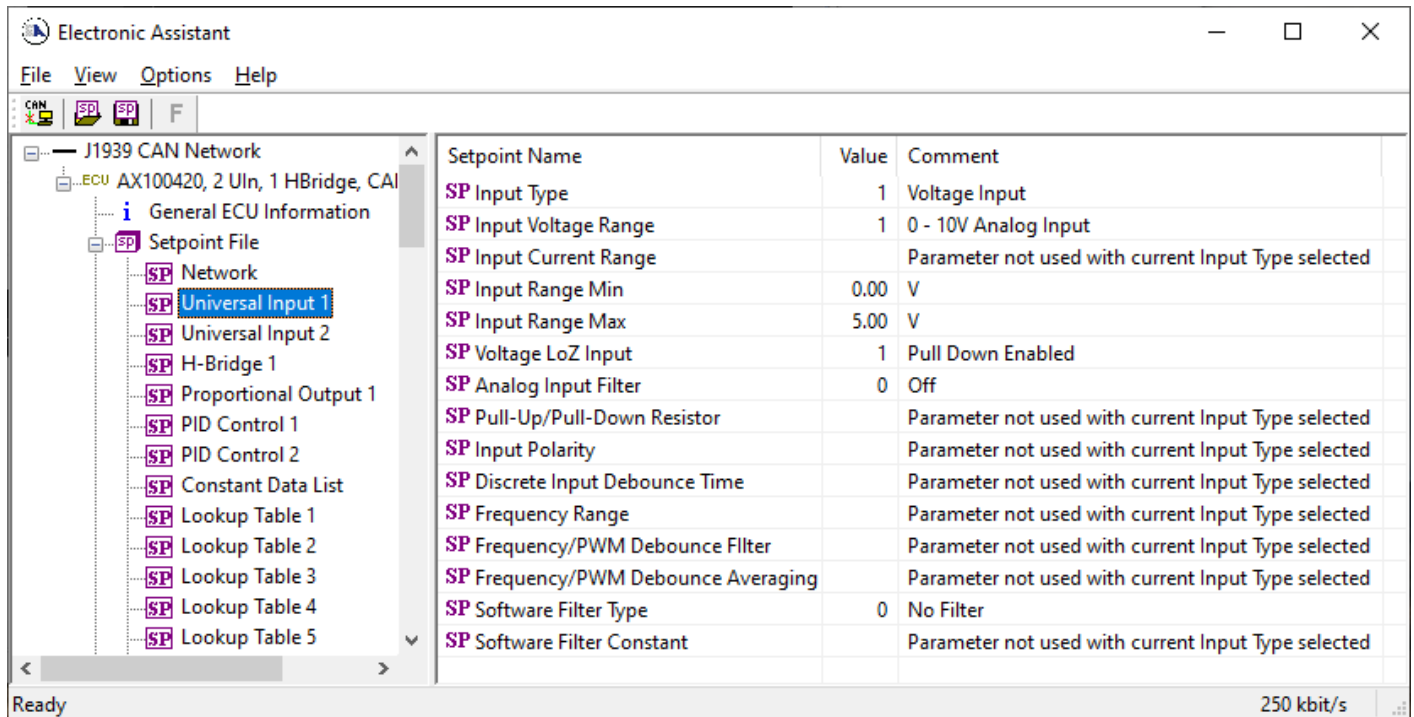 Electronic Assistant
File View Options Help
CAN SP SP F
J1939 CAN Network
ECU AX100420, 2 UIn, 1 HBridge, CAI
i General ECU Information
SP Setpoint File
SP Network
SP Universal Input 1
SP Universal Input 2
SP H-Bridge 1
SP Proportional Output 1
SP PID Control 1
SP PID Control 2
SP Constant Data List
SP Lookup Table 1
SP Lookup Table 2
SP Lookup Table 3
SP Lookup Table 4
SP Lookup Table 5
Setpoint Name Value Comment
SP Input Type 1 Voltage Input
SP Input Voltage Range 1 0 - 10V Analog Input
SP Input Current Range Parameter not used with current Input Type selected
SP Input Range Min 0.00 V
SP Input Range Max 5.00 V
SP Voltage LoZ Input 1 Pull Down Enabled
SP Analog Input Filter 0 Off
SP Pull-Up/Pull-Down Resistor Parameter not used with current Input Type selected
SP Input Polarity Parameter not used with current Input Type selected
SP Discrete Input Debounce Time Parameter not used with current Input Type selected
SP Frequency Range Parameter not used with current Input Type selected
SP Frequency/PWM Debounce FIlter Parameter not used with current Input Type selected
SP Frequency/PWM Debounce Averaging Parameter not used with current Input Type selected
SP Software Filter Type 0 No Filter
SP Software Filter Constant Parameter not used with current Input Type selected
Ready 250 kbit/s